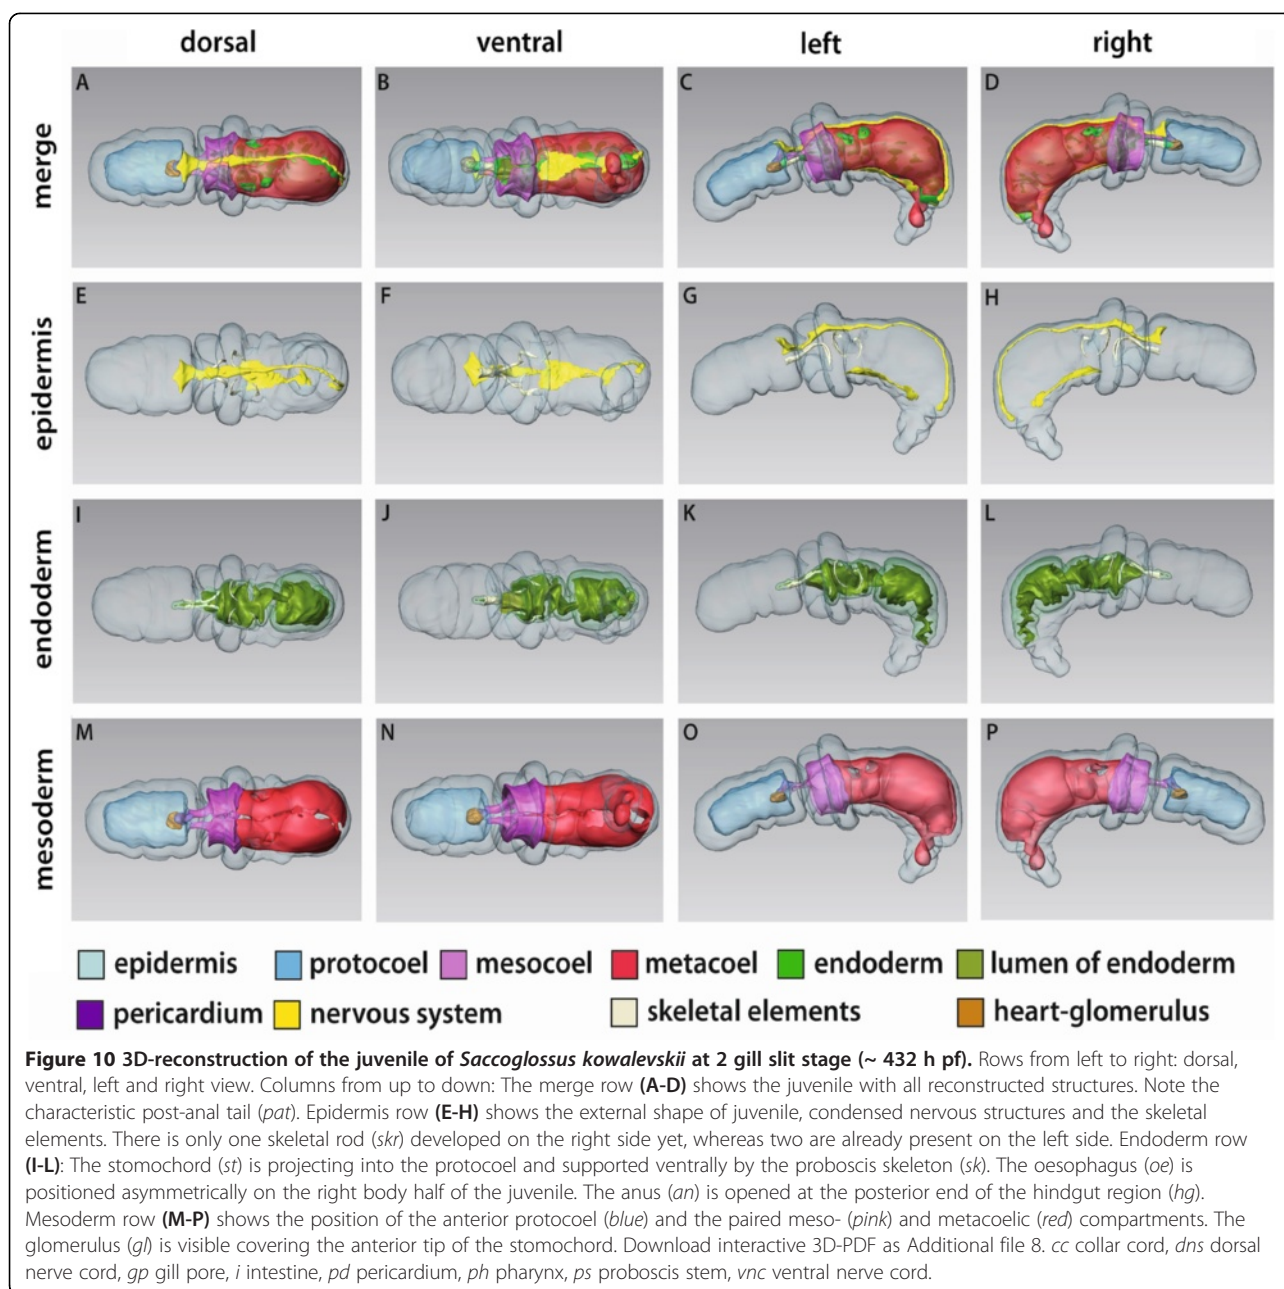 dorsal ventral left right
merge
A B C D
epidermis
E F G H
endoderm
I J K L
mesoderm
M N O P
epidermis protocoel mesocoel metacoel endoderm lumen of endoderm
pericardium nervous system skeletal elements heart-glomerulus
Figure 10 3D-reconstruction of the juvenile of Saccoglossus kowalevskii at 2 gill slit stage (~ 432 h pf). Rows from left to right: dorsal,
ventral, left and right view. Columns from up to down: The merge row (A-D) shows the juvenile with all reconstructed structures. Note the
characteristic post-anal tail (pat). Epidermis row (E-H) shows the external shape of juvenile, condensed nervous structures and the skeletal
elements. There is only one skeletal rod (skr) developed on the right side yet, whereas two are already present on the left side. Endoderm row
(I-L): The stomochord (st) is projecting into the protocoel and supported ventrally by the proboscis skeleton (sk). The oesophagus (oe) is
positioned asymmetrically on the right body half of the juvenile. The anus (an) is opened at the posterior end of the hindgut region (hg).
Mesoderm row (M-P) shows the position of the anterior protocoel (blue) and the paired meso- (pink) and metacoelic (red) compartments. The
glomerulus (gl) is visible covering the anterior tip of the stomochord. Download interactive 3D-PDF as Additional file 8. cc collar cord, dns dorsal
nerve cord, gp gill pore, i intestine, pd pericardium, ph pharynx, ps proboscis stem, vnc ventral nerve cord.